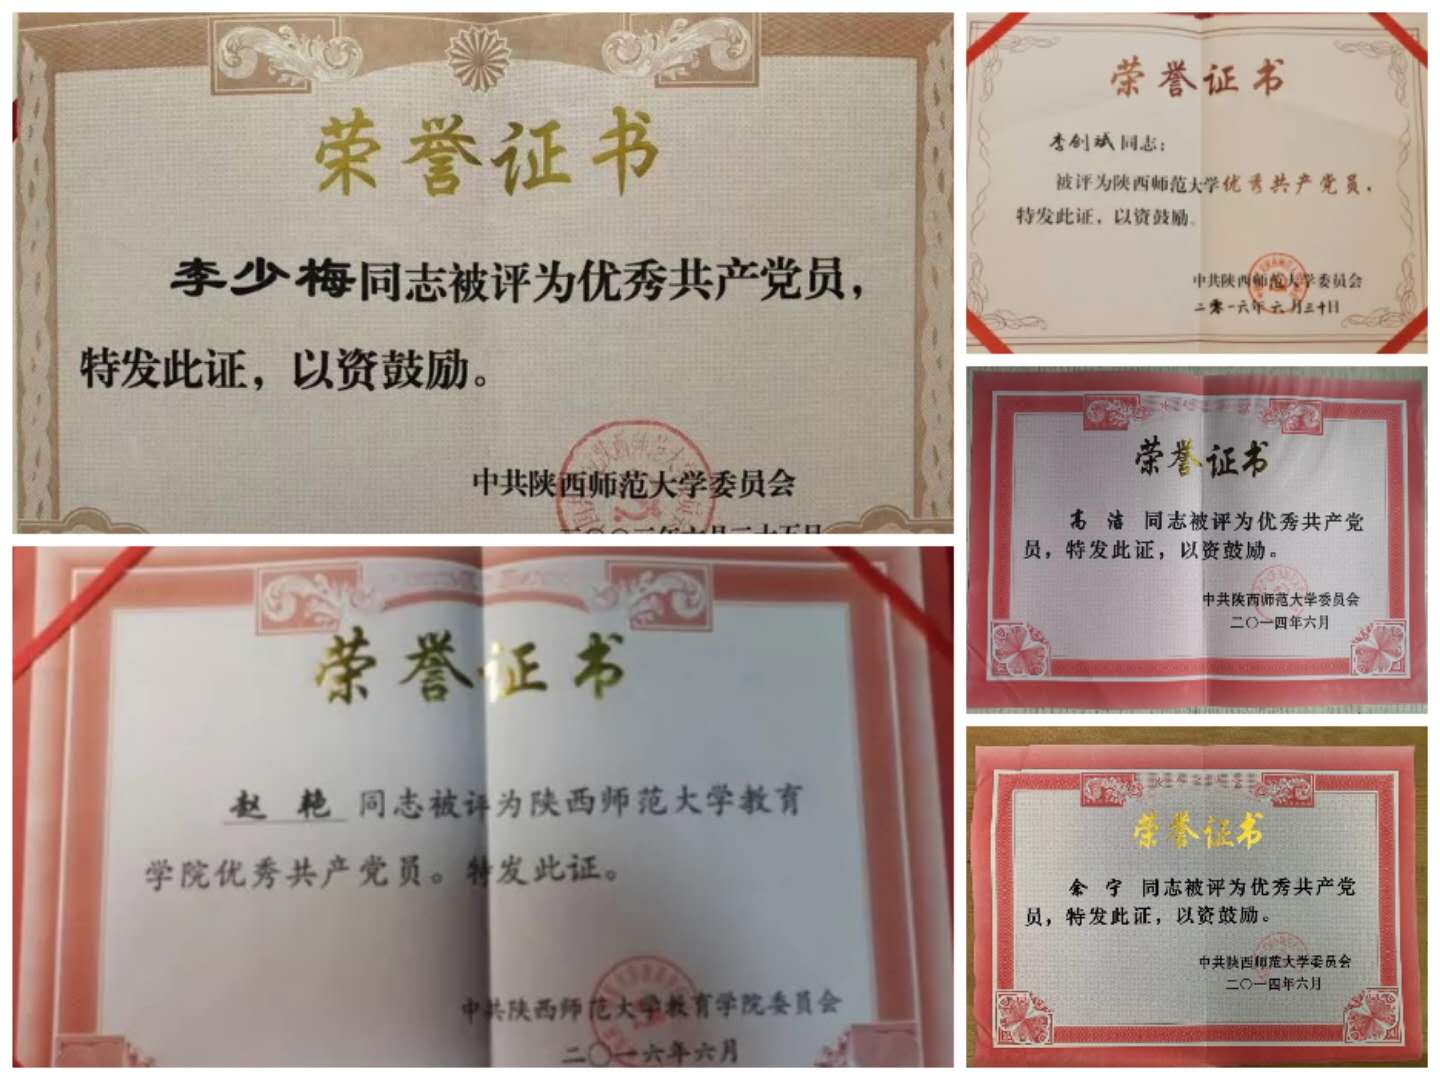 荣誉证书
李少梅同志被评为优秀共产党员，
特发此证，以资鼓励。
中共陕西师范大学委员会
荣誉证书
李创斌同志：
被评为陕西师范大学优秀共产党员，
特发此证，以资鼓励。
中共陕西师范大学委员会
二零一六年六月三十日
荣誉证书
高洁 同志被评为优秀共产党
员，特发此证，以资鼓励。
中共陕西师范大学委员会
二〇一四年六月
荣誉证书
赵艳 同志被评为陕西师范大学教育
学院优秀共产党员。特发此证。
中共陕西师范大学教育学院委员会
二〇一六年六月
荣誉证书
余宁 同志被评为优秀共产党
员，特发此证，以资鼓励。
中共陕西师范大学委员会
二〇一四年六月